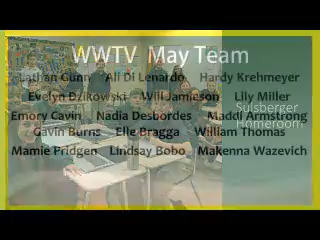 WWTV May Team
Lathan Gunn Ali Di Lenardo Hardy Krehmeyer
Evelyn Dzikowski Will Jamieson Lily Miller
Emory Cavin Nadia Desbordes Maddi Armstrong
Gavin Burns Elle Bragga William Thomas
Mamie Pridgen Lindsay Bobo Makenna Wazevich
Sulsberger
Homeroom